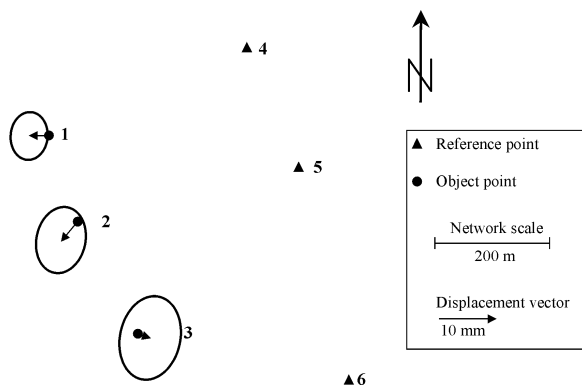 4
N
1
Reference point
5
Object point
2
Network scale
200 m
Displacement vector
3
10 mm
6